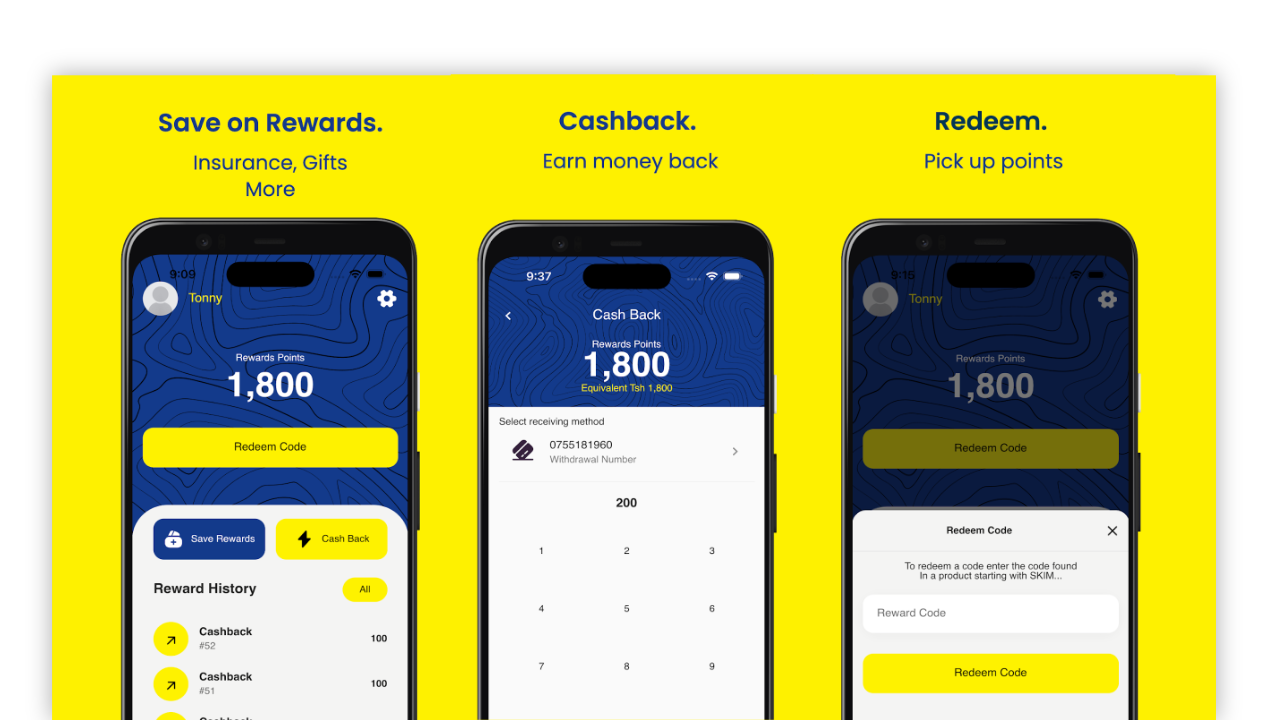 Save on Rewards.
Insurance, Gifts
More
9:09
Tonny
Rewards Points
1,800
Redeem Code
Save Rewards
Cash Back
Reward History
All
Cashback
100
#52
Cashback
100
#51
Cashback
Cashback.
Earn money back
9:37
Cash Back
Rewards Points
1,800
Equivalent Tsh 1,800
Select receiving method
0755181960
Withdrawal Number
200
1 2 3
4 5 6
7 8 9
Redeem.
Pick up points
9:15
Tonny
Rewards Points
1,800
Redeem Code
Redeem Code
To redeem a code enter the code found
In a product starting with SKIM...
Reward Code
Redeem Code